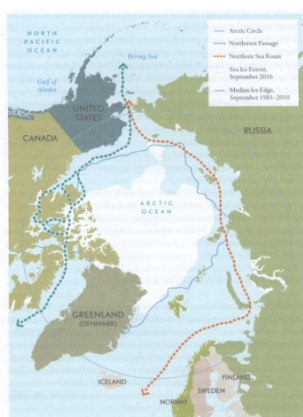 NORTH
PACIFIC
OCEAN
Bering Sea
Arctic Circle
Northwest Passage
Northern Sea Route
Sea Ice Extent,
September 2016
Median Ice Edge,
September 1981–2010
Gulf of
Alaska
UNITED
STATES
CANADA
RUSSIA
ARCTIC
OCEAN
GREENLAND
(DENMARK)
ICELAND
FINLAND
SWEDEN
NORWAY